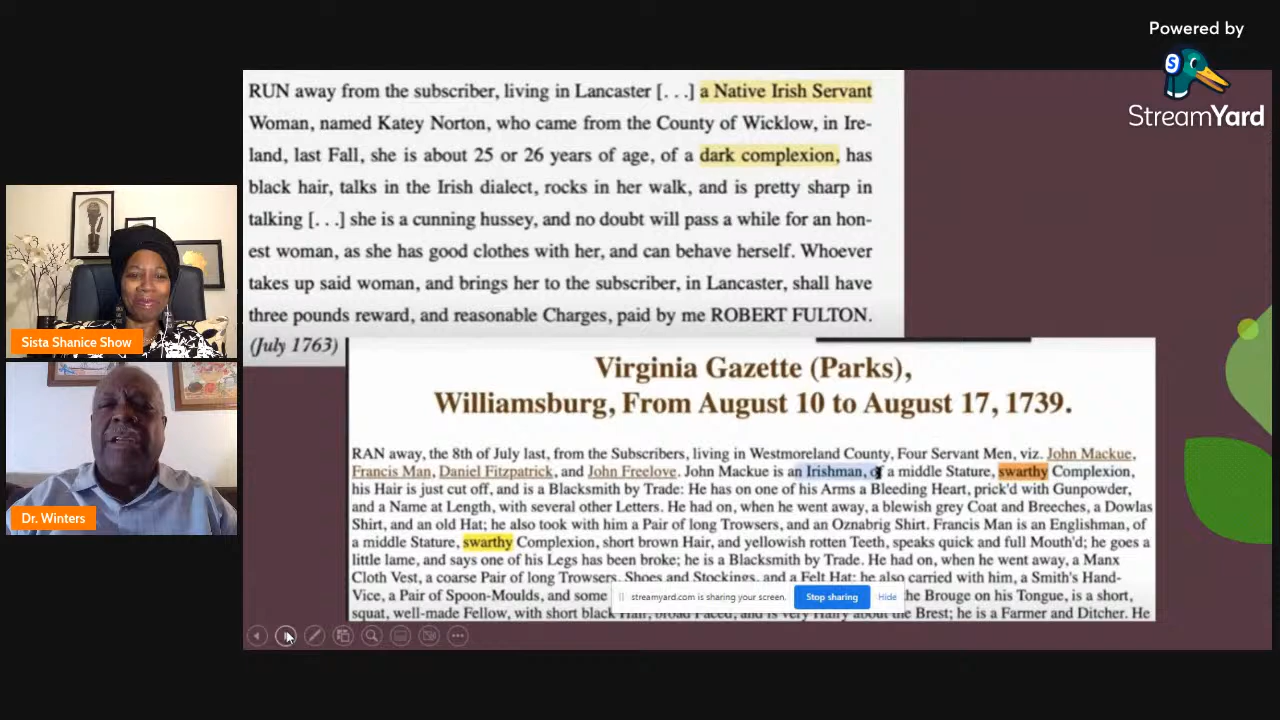 Powered by
StreamYard
RUN away from the subscriber, living in Lancaster [. . .] a Native Irish Servant
Woman, named Katey Norton, who came from the County of Wicklow, in Ire-
land, last Fall, she is about 25 or 26 years of age, of a dark complexion, has
black hair, talks in the Irish dialect, rocks in her walk, and is pretty sharp in
talking [. . .] she is a cunning hussey, and no doubt will pass a while for an hon-
est woman, as she has good clothes with her, and can behave herself. Whoever
takes up said woman, and brings her to the subscriber, in Lancaster, shall have
three pounds reward, and reasonable Charges, paid by me ROBERT FULTON.
(July 1763)
Virginia Gazette (Parks),
Williamsburg, From August 10 to August 17, 1739.
RAN away, the 8th of July last, from the Subscribers, living in Westmoreland County, Four Servant Men, viz. John Mackue,
Francis Man, Daniel Fitzpatrick, and John Freelove. John Mackue is an Irishman, of a middle Stature, swarthy Complexion,
his Hair is just cut off, and is a Blacksmith by Trade: He has on one of his Arms a Bleeding Heart, prick'd with Gunpowder,
and a Name at Length, with several other Letters. He had on, when he went away, a blewish grey Coat and Breeches, a Dowlas
Shirt, and an old Hat; he also took with him a Pair of long Trowsers, and an Oznabrig Shirt. Francis Man is an Englishman, of
a middle Stature, swarthy Complexion, short brown Hair, and yellowish rotten Teeth, speaks quick and full Mouth'd; he goes a
little lame, and says one of his Legs has been broke; he is a Blacksmith by Trade. He had on, when he went away, a Manx
Cloth Vest, a coarse Pair of long Trowsers, Shoes and Stockings, and a Felt Hat; he also carried with him, a Smith's Hand-
Vice, a Pair of Spoon-Moulds, and some the Brouge on his Tongue, is a short,
squat, well-made Fellow, with short black Hair, broad Faced, and is very Hairy about the Brest; he is a Farmer and Ditcher. He
streamyard.com is sharing your screen.
Stop sharing
Hide
Sista Shanice Show
Dr. Winters